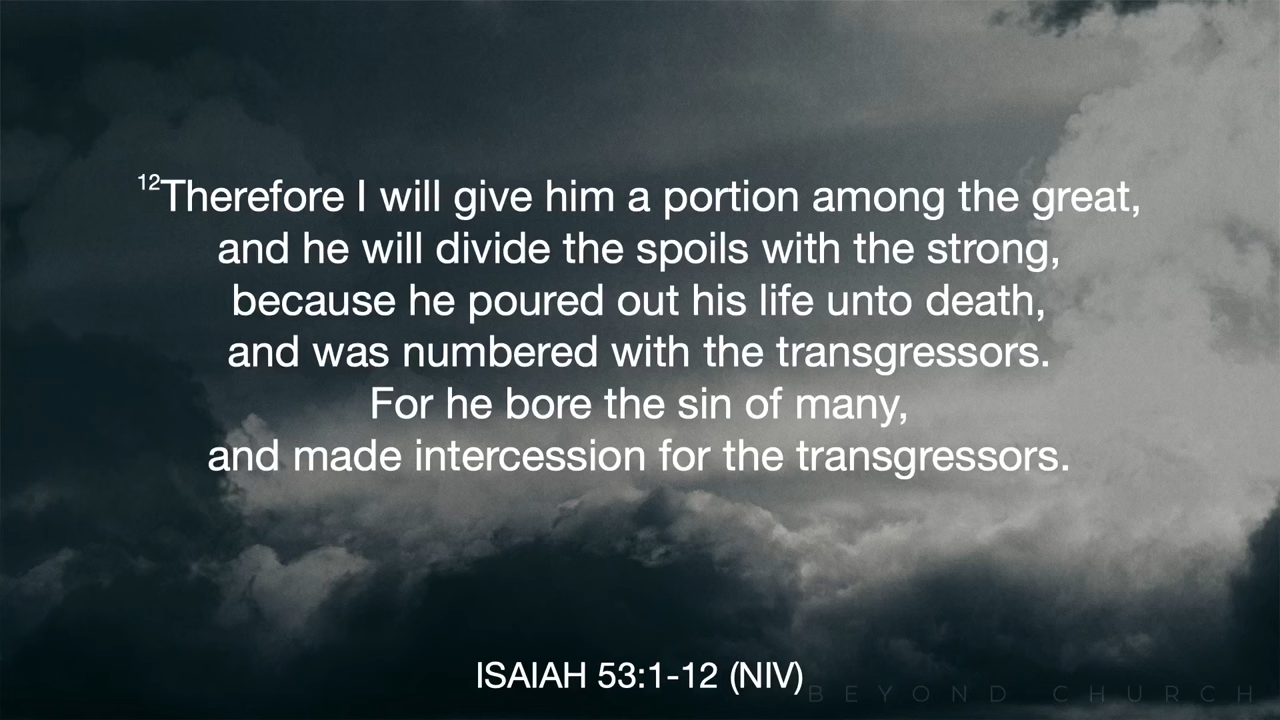 12Therefore I will give him a portion among the great,
and he will divide the spoils with the strong,
because he poured out his life unto death,
and was numbered with the transgressors.
For he bore the sin of many,
and made intercession for the transgressors.
ISAIAH 53:1-12 (NIV)
BEYOND CHURCH